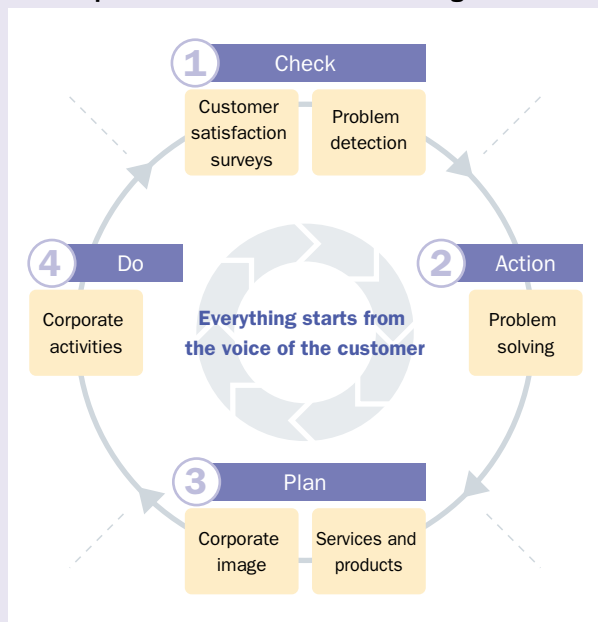 1
Check
Customer
satisfaction
surveys
Problem
detection
2
Action
Problem
solving
3
Plan
Corporate
image
Services and
products
4
Do
Corporate
activities
Everything starts from
the voice of the customer